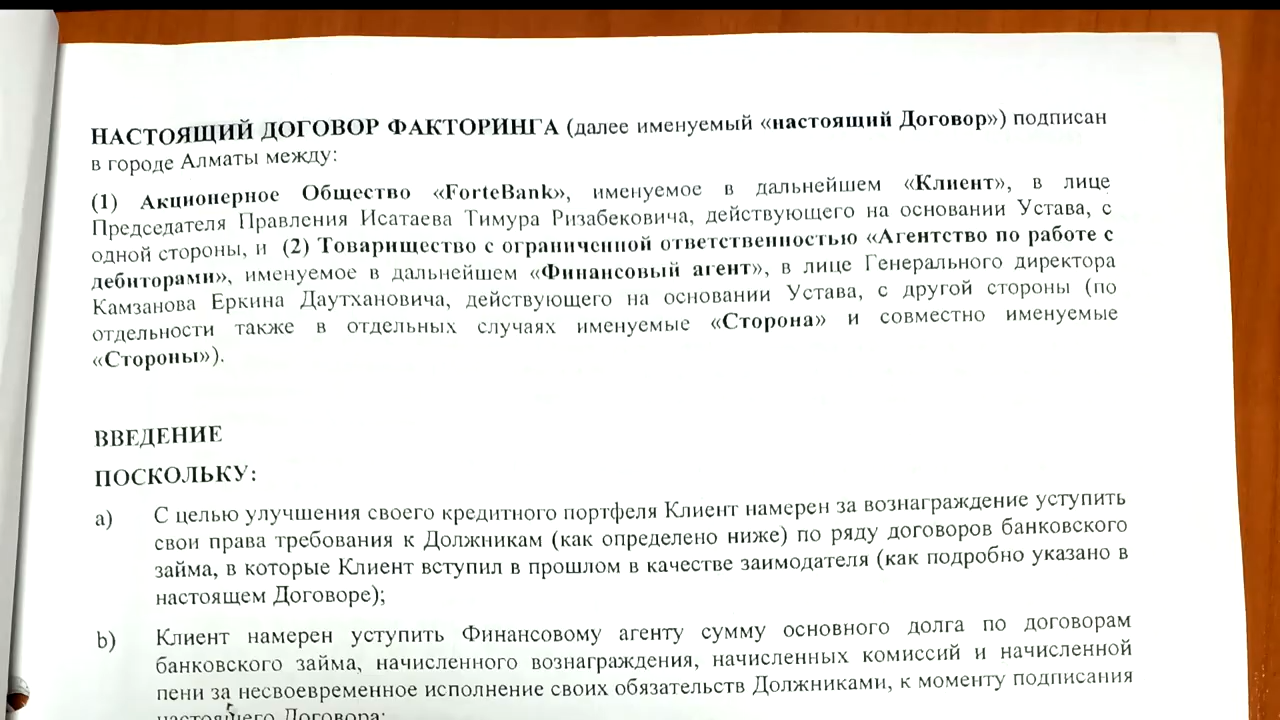 НАСТОЯЩИЙ ДОГОВОР ФАКТОРИНГА (далее именуемый «настоящий Договор») подписан
в городе Алматы между:
(1) Акционерное Общество «ForteBank», именуемое в дальнейшем «Клиент», в лице
Председателя Правления Исатаева Тимура Ризабековича, действующего на основании Устава, с
одной стороны, и (2) Товарищество с ограниченной ответственностью «Агентство по работе с
дебиторами», именуемое в дальнейшем «Финансовый агент», в лице Генерального директора
Камзанова Еркина Даутхановича, действующего на основании Устава, с другой стороны (по
отдельности также в отдельных случаях именуемые «Сторона» и совместно именуемые
«Стороны»).
ВВЕДЕНИЕ
ПОСКОЛЬКУ:
a) С целью улучшения своего кредитного портфеля Клиент намерен за вознаграждение уступить
свои права требования к Должникам (как определено ниже) по ряду договоров банковского
займа, в которые Клиент вступил в прошлом в качестве заимодателя (как подробно указано в
настоящем Договоре);
b) Клиент намерен уступить Финансовому агенту сумму основного долга по договорам
банковского займа, начисленного вознаграждения, начисленных комиссий и начисленной
пени за несвоевременное исполнение своих обязательств Должниками, к моменту подписания
настоящего Договора;